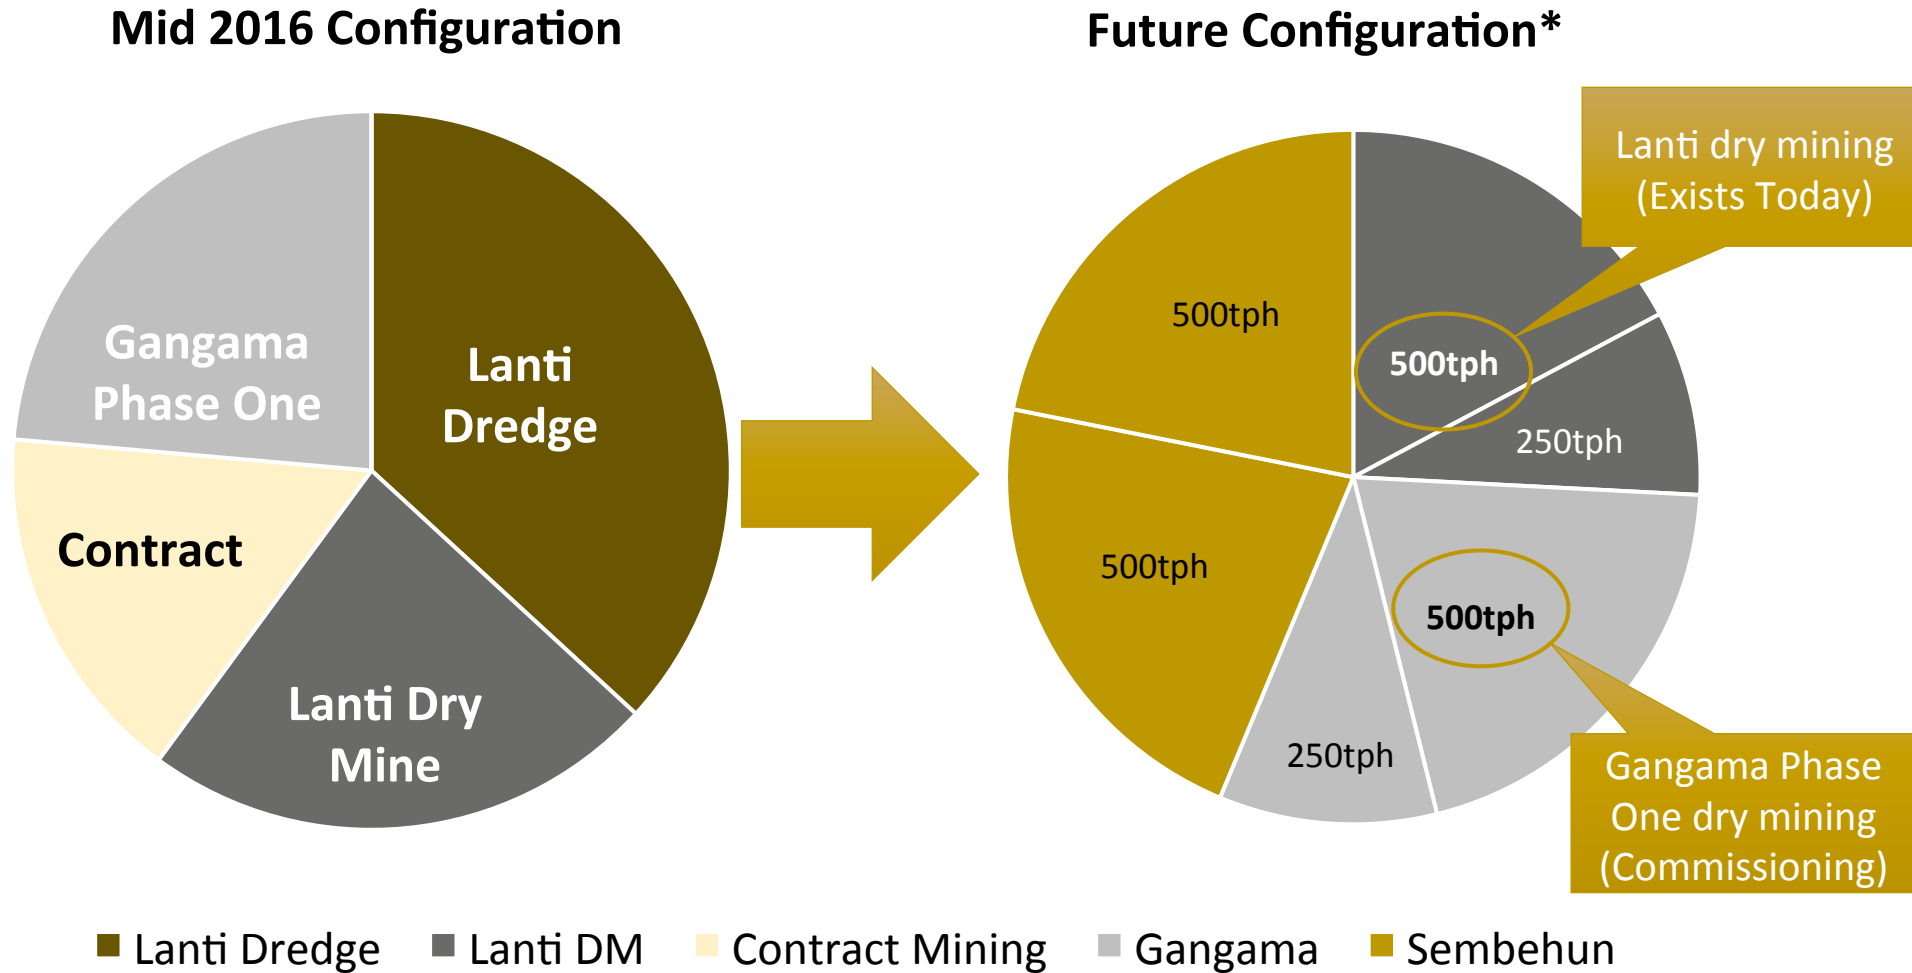 Mid 2016 Configuration
Gangama
Phase One
Lanti
Dredge
Contract
Lanti Dry
Mine
Future Configuration*
Lanti dry mining
(Exists Today)
500tph
500tph
250tph
500tph
500tph
250tph
Gangama Phase
One dry mining
(Commissioning)
Lanti Dredge
Lanti DM
Contract Mining
Gangama
Sembehun